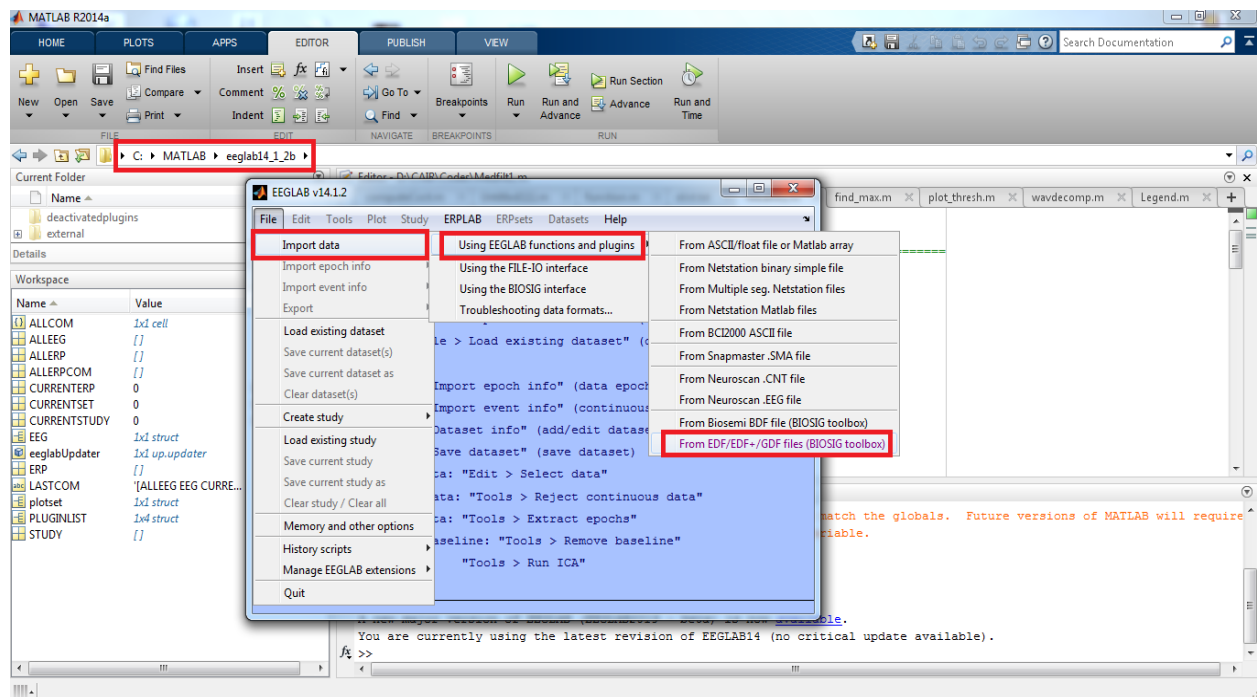 MATLAB R2014a
HOME PLOTS APPS EDITOR PUBLISH VIEW
Search Documentation
New Open Save
Find Files
Compare
Print
Insert fx
Comment
Indent
Go To
Find
Breakpoints
Run
Run and Advance
Run Section
Advance
Run and Time
FILE EDIT NAVIGATE BREAKPOINTS RUN
C: MATLAB eeglab14_1_2b
Current Folder
Name
deactivatedplugins
external
Details
Workspace
Name Value
ALLCOM 1x1 cell
ALLEEG []
ALLERP []
ALLERPCOM []
CURRENTERP 0
CURRENTSET 0
CURRENTSTUDY 0
EEG 1x1 struct
eeglabUpdater 1x1 up.updater
ERP []
LASTCOM '[ALLEEG EEG CURRE...
plotset 1x1 struct
PLUGINLIST 1x4 struct
STUDY []
Editor - D:\CAIR\Codes\Medfilt1.m
find_max.m plot_thresh.m wavdecomp.m Legend.m
EEGLAB v14.1.2
File Edit Tools Plot Study ERPLAB ERPsets Datasets Help
Import data
Import epoch info
Import event info
Export
Load existing dataset
Save current dataset(s)
Save current dataset as
Clear dataset(s)
Create study
Load existing study
Save current study
Save current study as
Clear study / Clear all
Memory and other options
History scripts
Manage EEGLAB extensions
Quit
Using EEGLAB functions and plugins
Using the FILE-IO interface
Using the BIOSIG interface
Troubleshooting data formats...
From ASCII/float file or Matlab array
From Netstation binary simple file
From Multiple seg. Netstation files
From Netstation Matlab files
From BCI2000 ASCII file
From Snapmaster .SMA file
From Neuroscan .CNT file
From Neuroscan .EEG file
From Biosemi BDF file (BIOSIG toolbox)
From EDF/EDF+/GDF files (BIOSIG toolbox)
le > Load existing dataset" (
Import epoch info" (data epoch
Import event info" (continuous
Dataset info" (add/edit datase
Save dataset" (save dataset)
ta: "Edit > Select data"
ata: "Tools > Reject continuous data"
ta: "Tools > Extract epochs"
aseline: "Tools > Remove baseline"
"Tools > Run ICA"
match the globals. Future versions of MATLAB will require
riable.
You are currently using the latest revision of EEGLAB14 (no critical update available).
fx >>